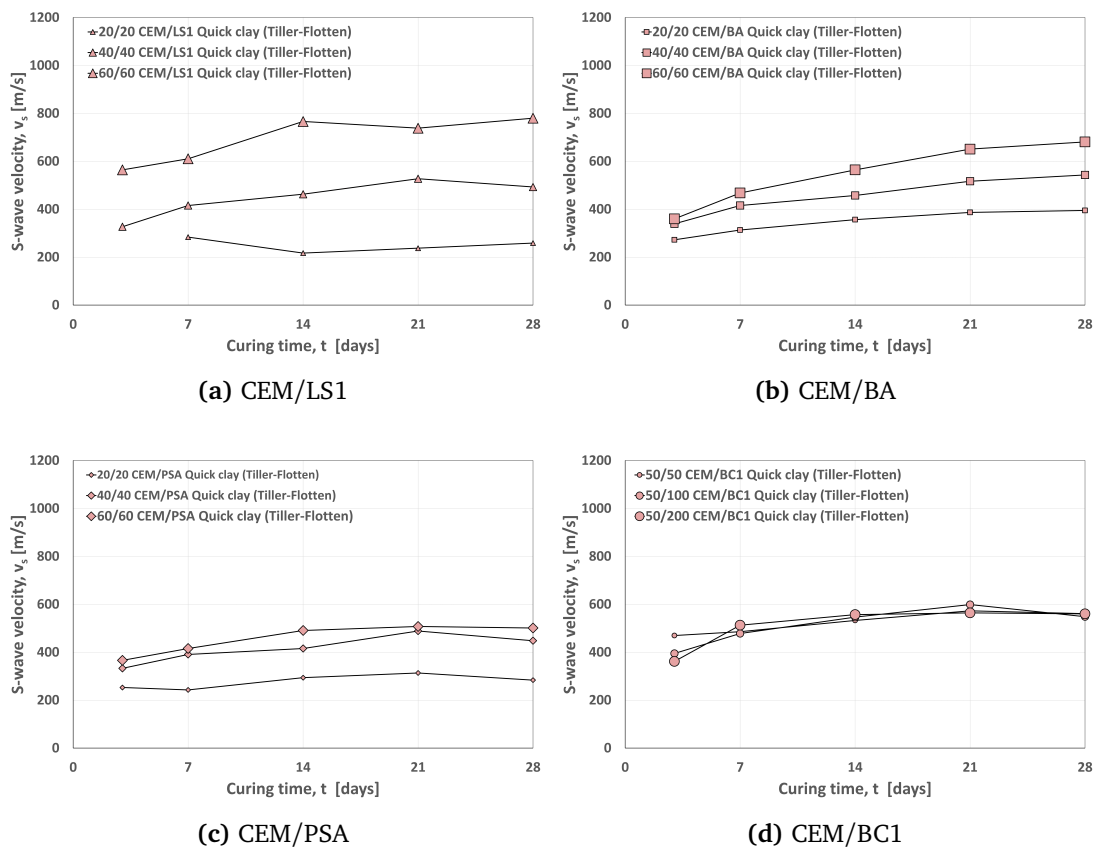 1200
1000
800
600
400
200
0
S-wave velocity, vs [m/s]
20/20 CEM/LS1 Quick clay (Tiller-Flotten)
40/40 CEM/LS1 Quick clay (Tiller-Flotten)
60/60 CEM/LS1 Quick clay (Tiller-Flotten)
0 7 14 21 28
Curing time, t [days]
(a) CEM/LS1
1200
1000
800
600
400
200
0
S-wave velocity, vs [m/s]
20/20 CEM/BA Quick clay (Tiller-Flotten)
40/40 CEM/BA Quick clay (Tiller-Flotten)
60/60 CEM/BA Quick clay (Tiller-Flotten)
0 7 14 21 28
Curing time, t [days]
(b) CEM/BA
1200
1000
800
600
400
200
0
S-wave velocity, vs [m/s]
20/20 CEM/PSA Quick clay (Tiller-Flotten)
40/40 CEM/PSA Quick clay (Tiller-Flotten)
60/60 CEM/PSA Quick clay (Tiller-Flotten)
0 7 14 21 28
Curing time, t [days]
(c) CEM/PSA
1200
1000
800
600
400
200
0
S-wave velocity, vs [m/s]
50/50 CEM/BC1 Quick clay (Tiller-Flotten)
50/100 CEM/BC1 Quick clay (Tiller-Flotten)
50/200 CEM/BC1 Quick clay (Tiller-Flotten)
0 7 14 21 28
Curing time, t [days]
(d) CEM/BC1